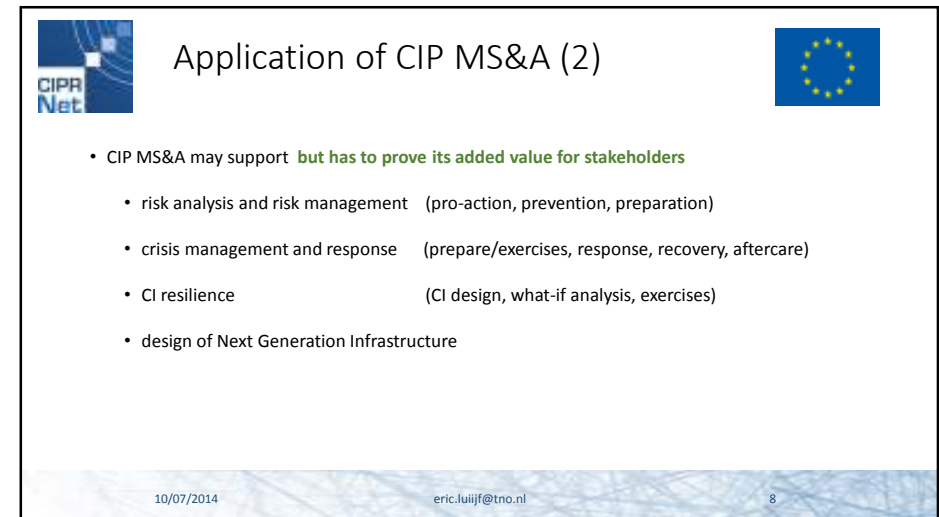 CIPR
Net
Application of CIP MS&A (2)
• CIP MS&A may support but has to prove its added value for stakeholders
• risk analysis and risk management (pro-action, prevention, preparation)
• crisis management and response (prepare/exercises, response, recovery, aftercare)
• CI resilience (CI design, what-if analysis, exercises)
• design of Next Generation Infrastructure
10/07/2014 eric.luiijf@tno.nl 8